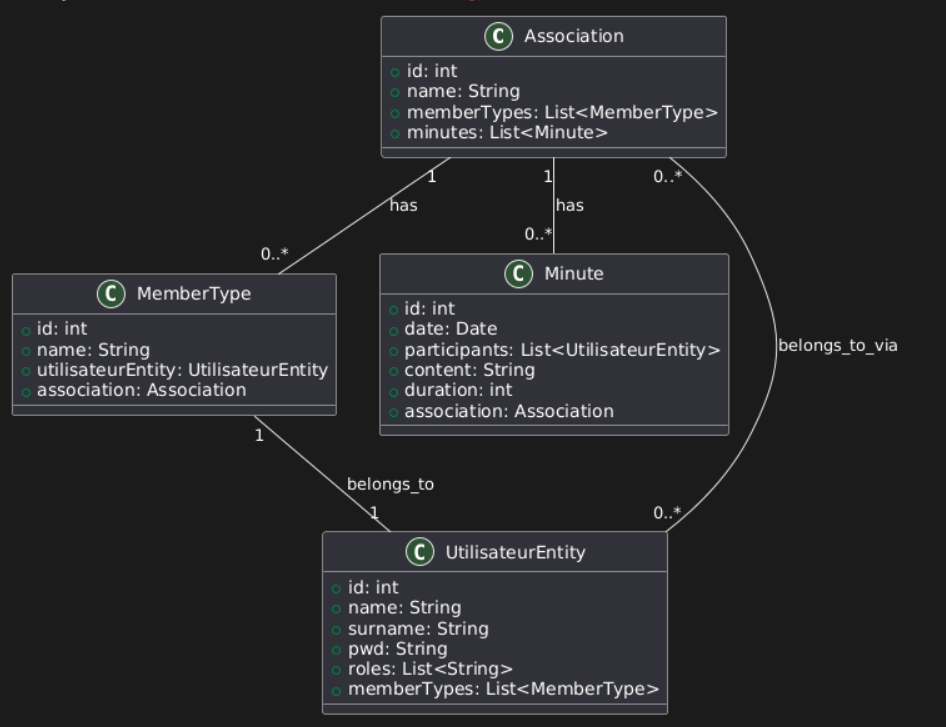 C Association
id: int
name: String
memberTypes: List<MemberType>
minutes: List<Minute>
1
1
0..*
has
has
0..*
0..*
C MemberType
id: int
name: String
utilisateurEntity: UtilisateurEntity
association: Association
C Minute
id: int
date: Date
participants: List<UtilisateurEntity>
content: String
duration: int
association: Association
belongs_to_via
1
belongs_to
1
0..*
C UtilisateurEntity
id: int
name: String
surname: String
pwd: String
roles: List<String>
memberTypes: List<MemberType>